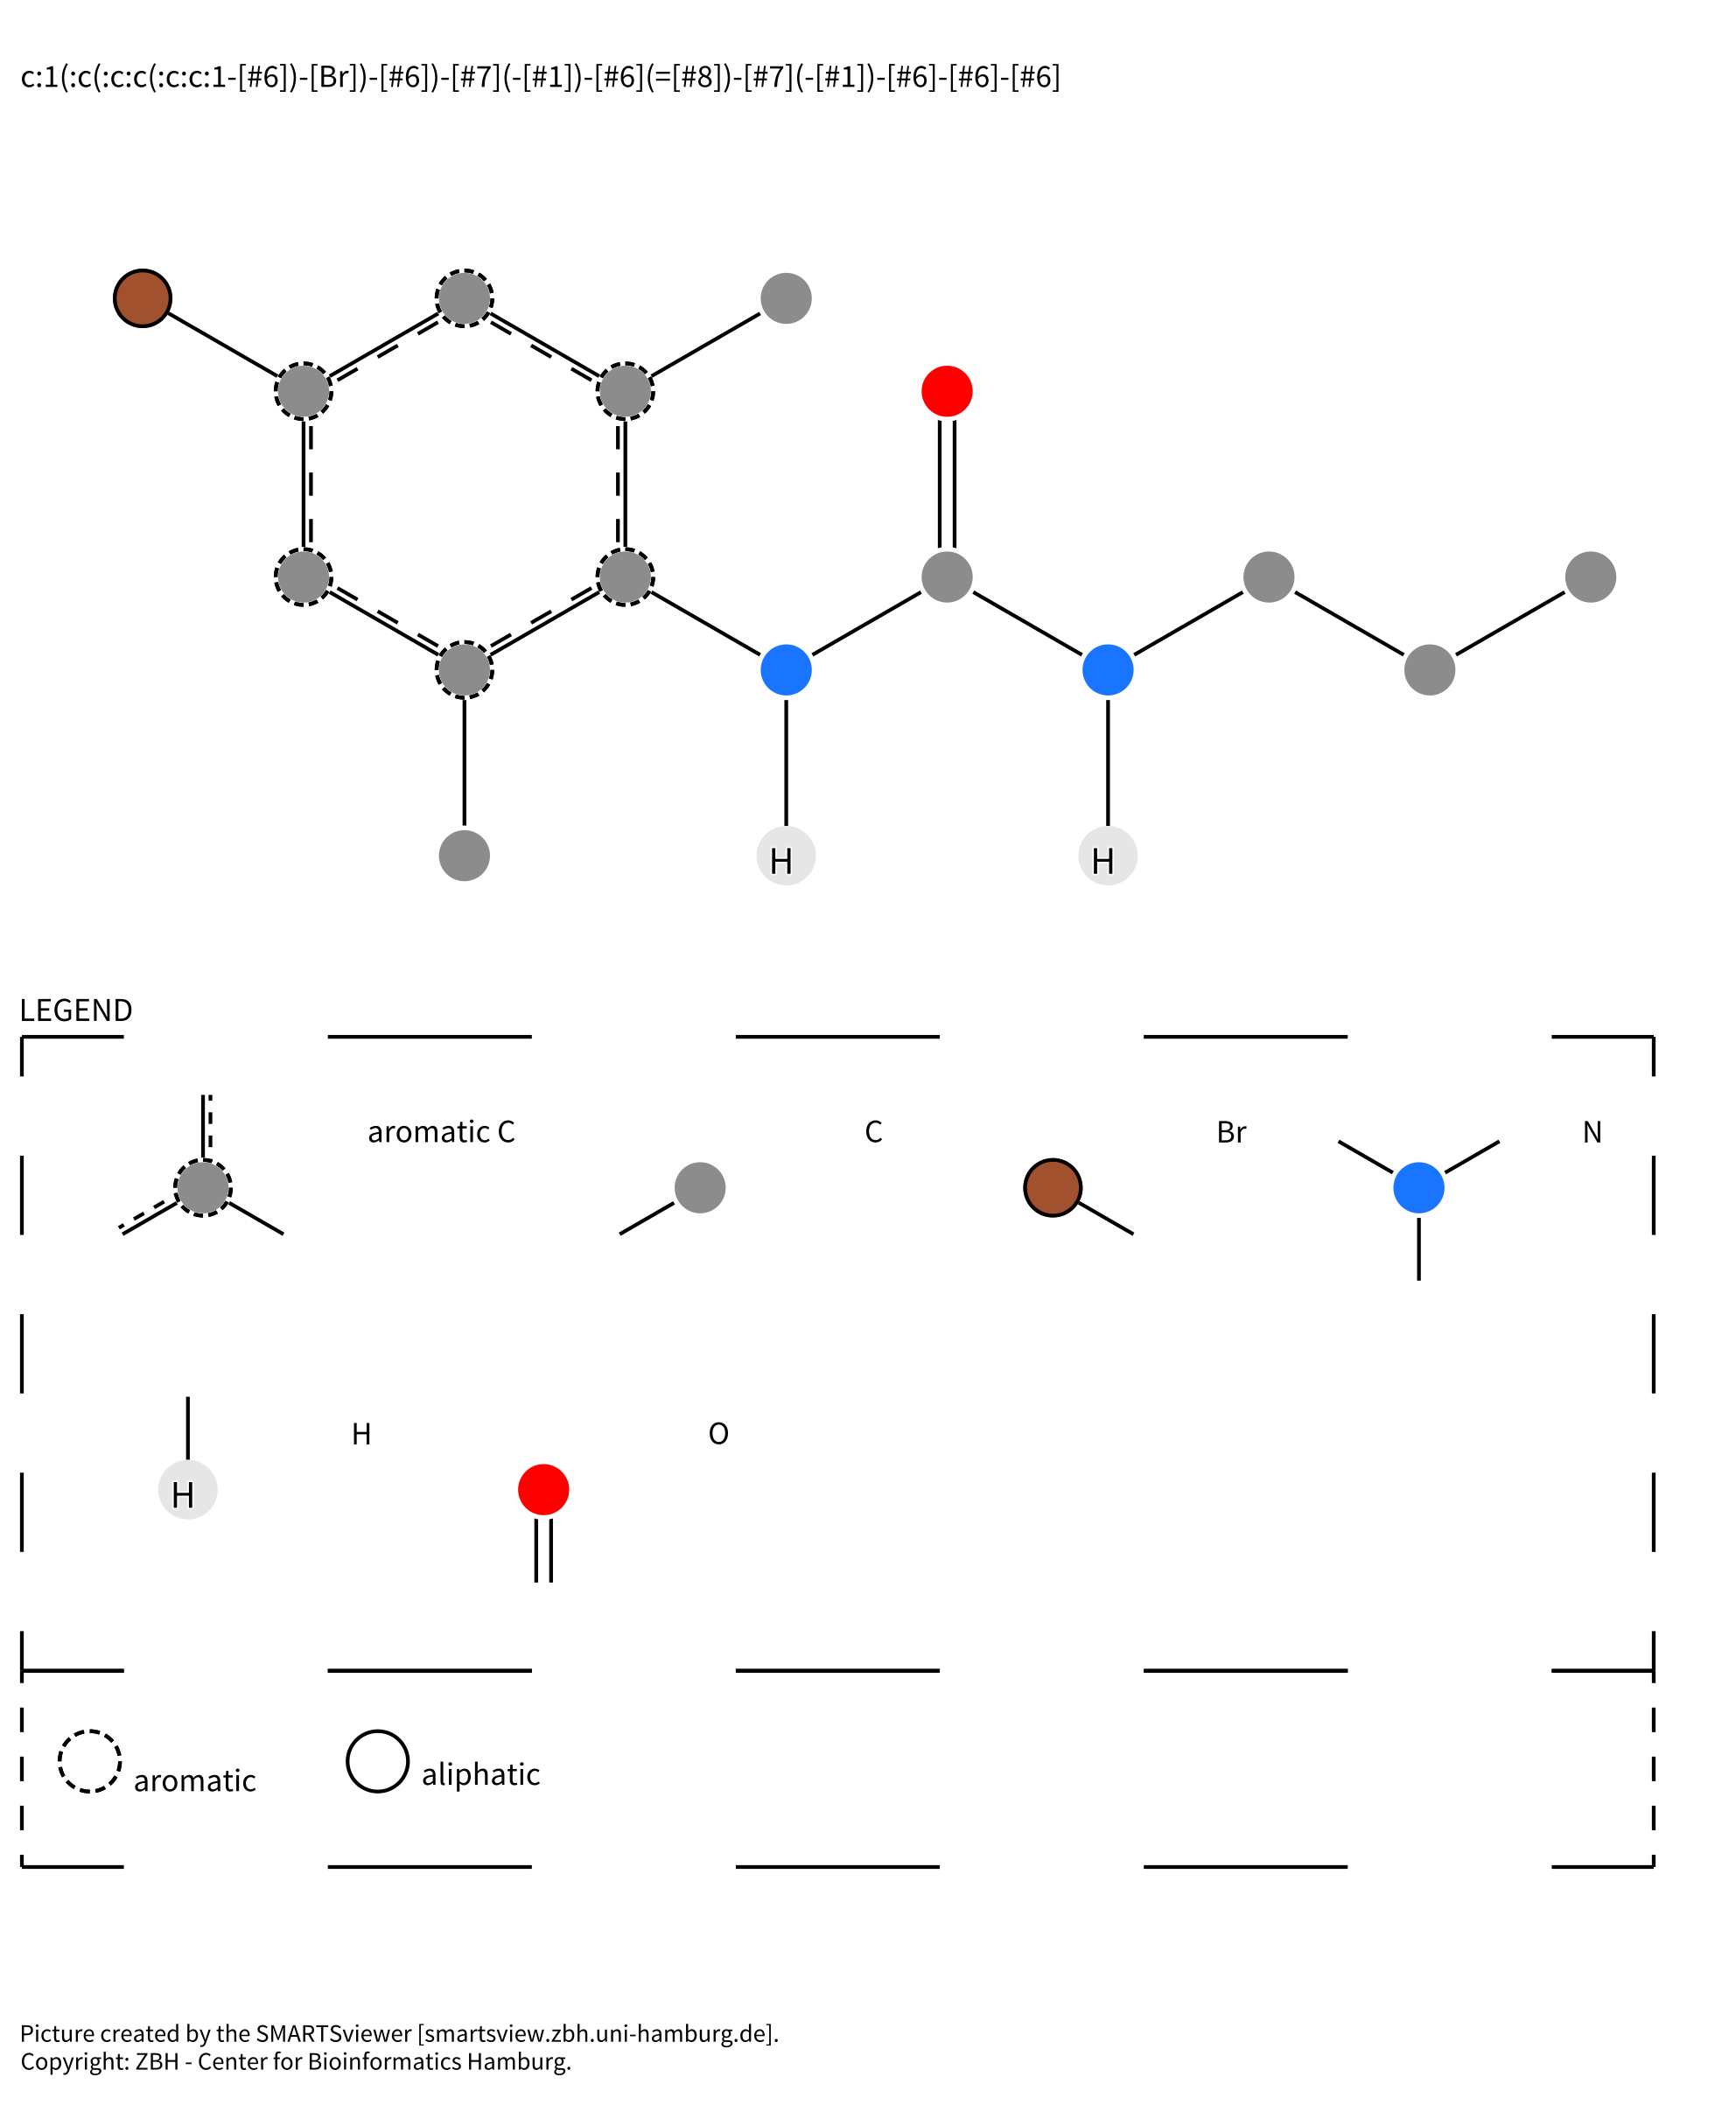 c:1(:c(:c:c(:c:c:1-[#6])-[Br])-[#6])-[#7](-[#1])-[#6](=[#8])-[#7](-[#1])-[#6]-[#6]-[#6]
H H
LEGEND
aromatic C C Br N
H O
H
aromatic aliphatic
Picture created by the SMARTSviewer [smartsview.zbh.uni-hamburg.de].
Copyright: ZBH - Center for Bioinformatics Hamburg.